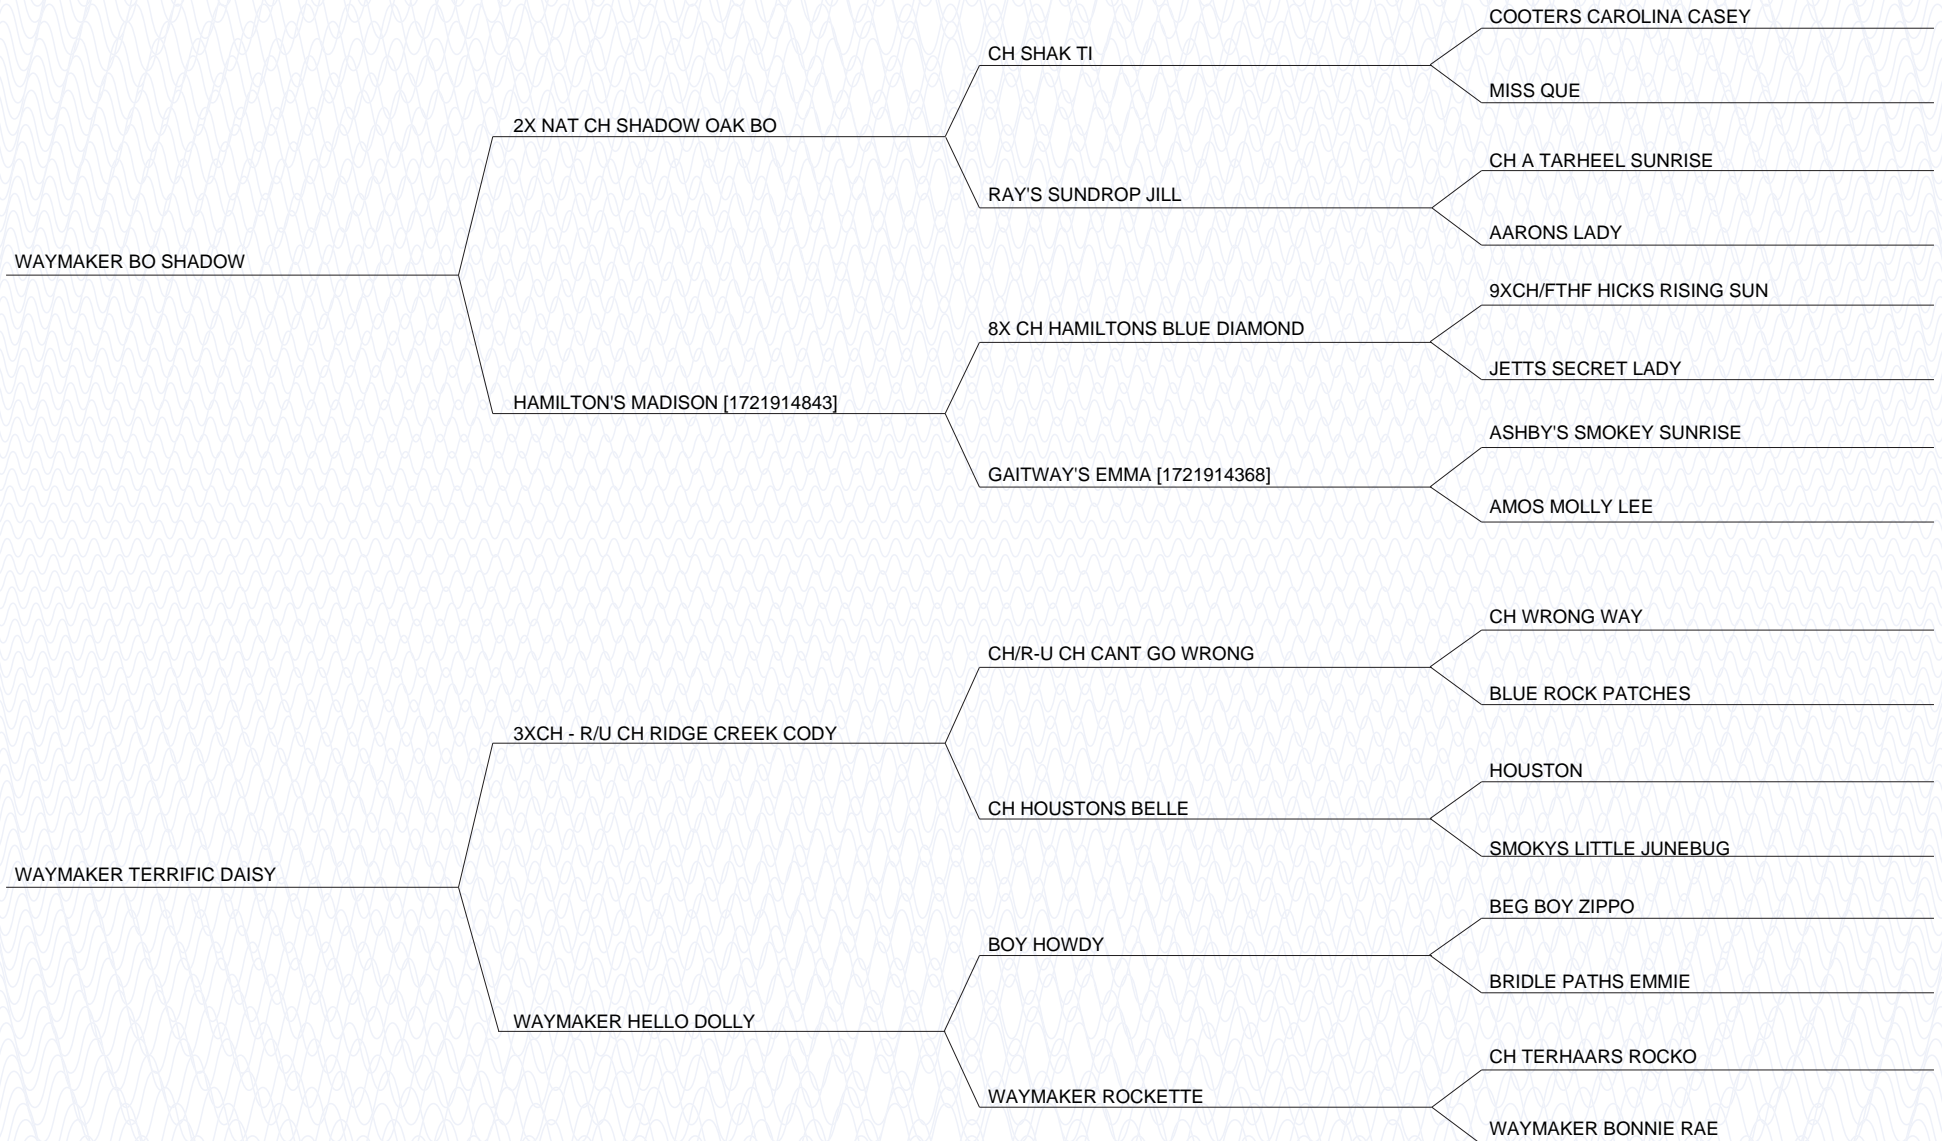 COOTERS CAROLINA CASEY
CH SHAK TI
MISS QUE
2X NAT CH SHADOW OAK BO
CH A TARHEEL SUNRISE
RAY'S SUNDROP JILL
AARONS LADY
WAYMAKER BO SHADOW
9XCH/FTHF HICKS RISING SUN
8X CH HAMILTONS BLUE DIAMOND
JETTS SECRET LADY
HAMILTON'S MADISON [1721914843]
ASHBY'S SMOKEY SUNRISE
GAITWAY'S EMMA [1721914368]
AMOS MOLLY LEE
CH WRONG WAY
CH/R-U CH CANT GO WRONG
BLUE ROCK PATCHES
3XCH - R/U CH RIDGE CREEK CODY
HOUSTON
CH HOUSTONS BELLE
SMOKYS LITTLE JUNEBUG
WAYMAKER TERRIFIC DAISY
BEG BOY ZIPPO
BOY HOWDY
BRIDLE PATHS EMMIE
WAYMAKER HELLO DOLLY
CH TERHAARS ROCKO
WAYMAKER ROCKETTE
WAYMAKER BONNIE RAE